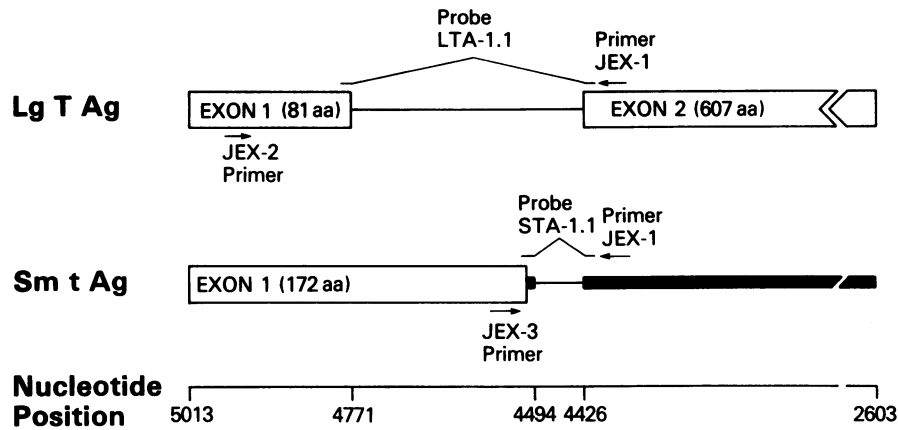 Probe
LTA-1.1
Primer
JEX-1
Lg T Ag
EXON 1 (81 aa)
EXON 2 (607 aa)
JEX-2
Primer
Probe
STA-1.1
Primer
JEX-1
Sm t Ag
EXON 1 (172 aa)
JEX-3
Primer
Nucleotide
Position
5013
4771
4494
4426
2603